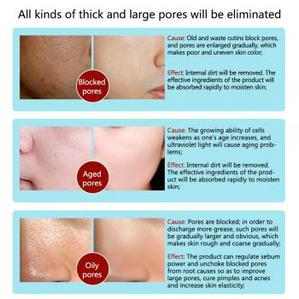 All kinds of thick and large pores will be eliminated
Blocked
pores
Cause: Old and waste cutins block pores,
and pores are enlarged gradually, which
makes poor and uneven skin color;
Effect: Internal dirt will be removed. The
effective ingredients of the product will
be absorbed rapidly to moisten skin;
Aged
pores
Cause: The growing ability of cells
weakens as one's age increases, and
ultraviolet light will cause aging prob-
lems;
Effect: Internal dirt will be removed.
The effective ingredients of the prod-
uct will be absorbed rapidly to moisten
skin;
Oily
pores
Cause: Pores are blocked; in order to
discharge more grease, such pores will
be gradually larger and obvious, which
makes skin rough and coarse gradually;
Effect: The product can regulate sebum
power and unchoke blocked pores
from root causes so as to improve
large pores, cure pimples and acnes
and increase skin elasticity;